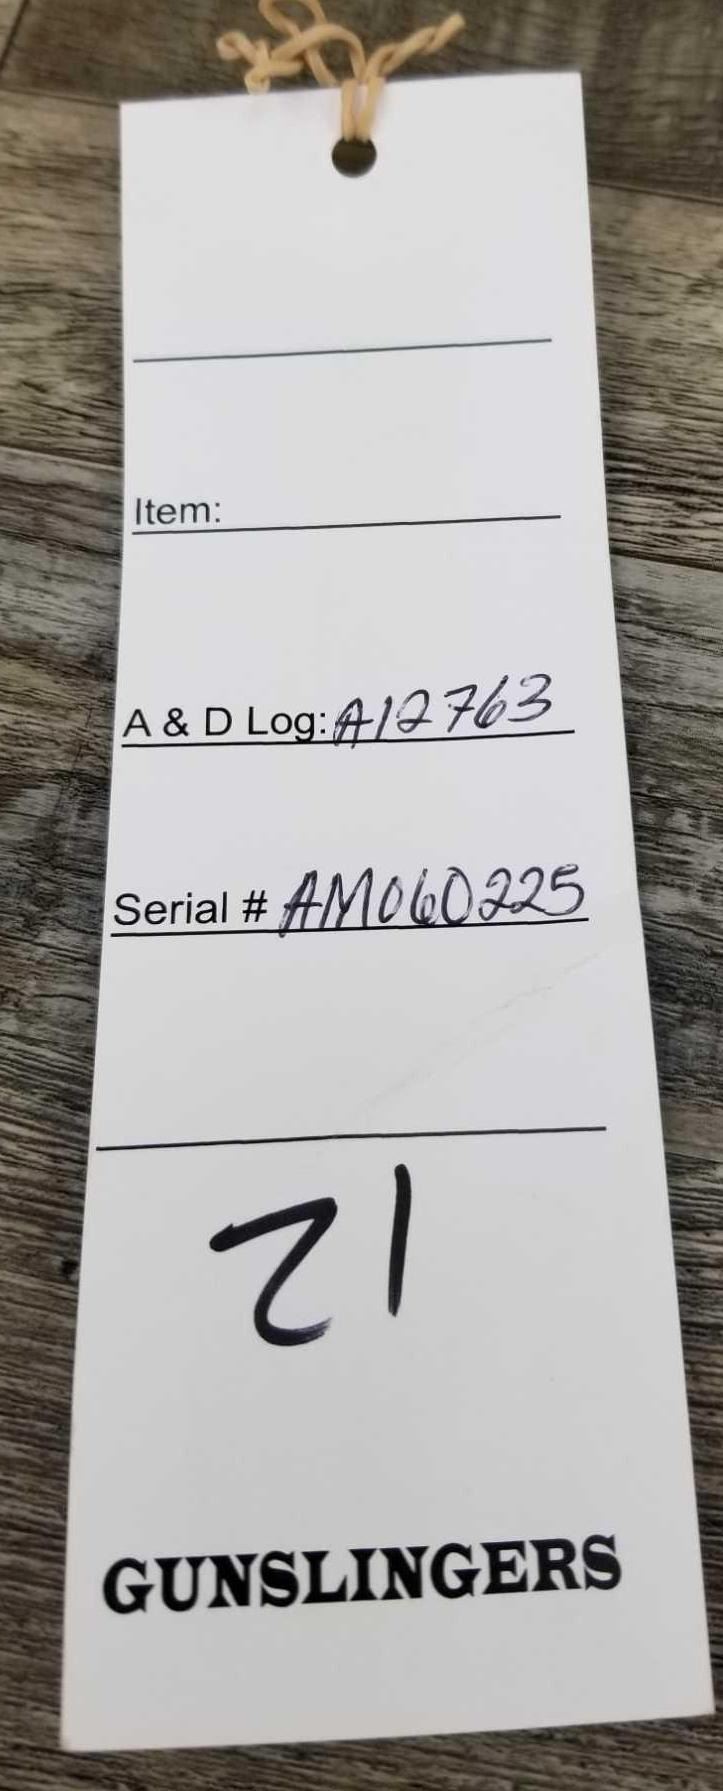 Item:
A & D Log: A12763
Serial # AM060225
21
GUNSLINGERS